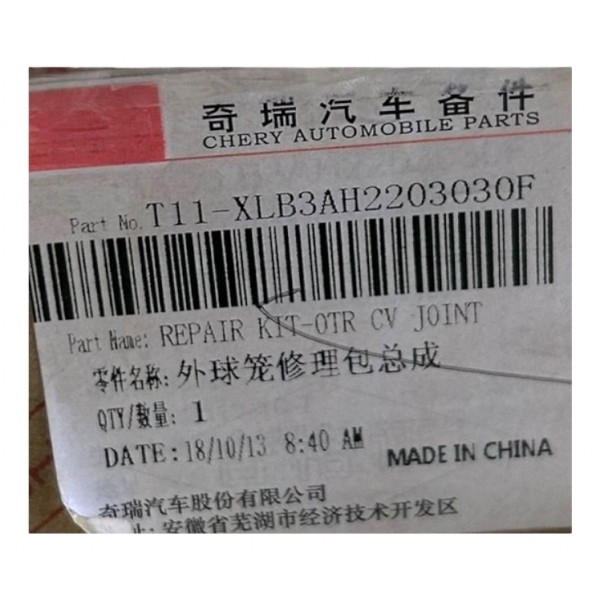 奇瑞汽车备件
CHERY AUTOMOBILE PARTS
Part No. T11-XLB3AH2203030F
Part Name: REPAIR KIT-OTR CV JOINT
零件名称: 外球笼修理包总成
QTY/数量: 1
DATE: 18/10/13 8:40 AM
MADE IN CHINA
奇瑞汽车股份有限公司
址: 安徽省芜湖市经济技术开发区